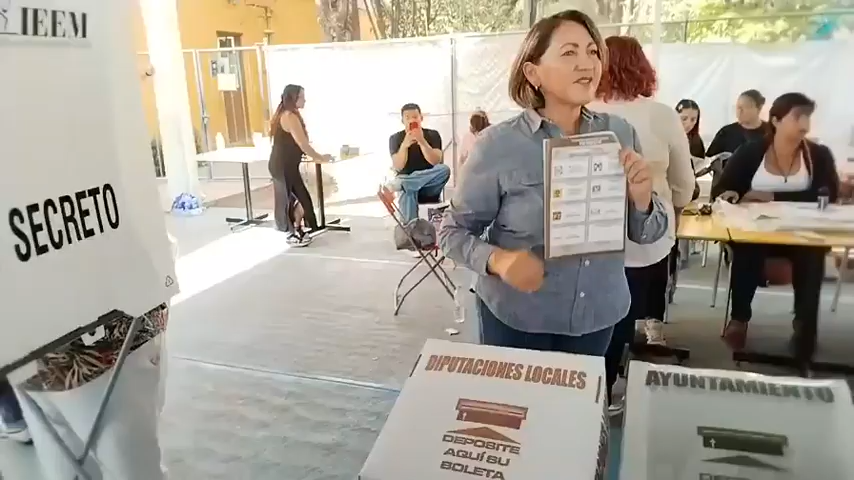 IEEM
SECRETO
DIPUTACIONES LOCALES
DEPOSITE
AQUÍ SU
BOLETA
AYUNTAMIENTO